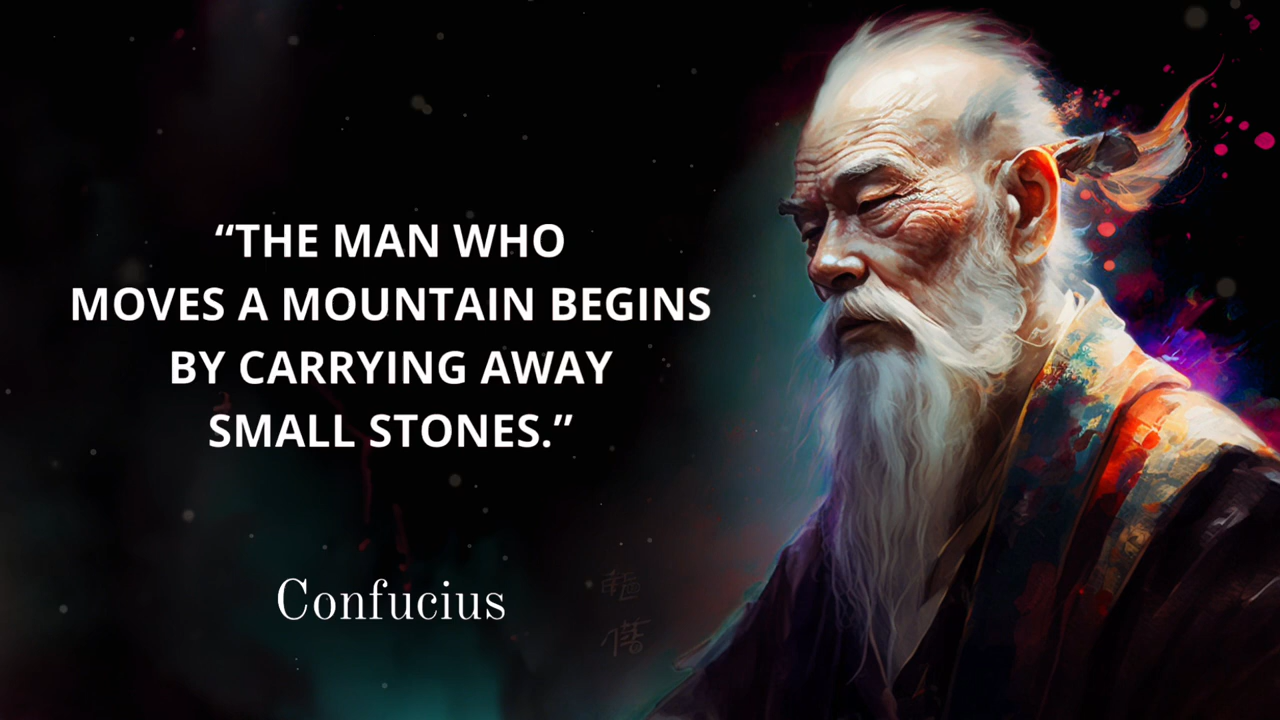 “THE MAN WHO
MOVES A MOUNTAIN BEGINS
BY CARRYING AWAY
SMALL STONES.”
Confucius